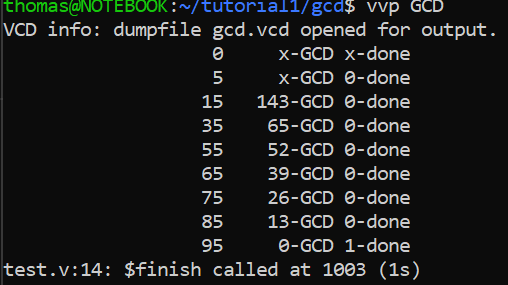 thomas@NOTEBOOK:~/tutorial1/gcd$ vvp GCD
VCD info: dumpfile gcd.vcd opened for output.
0 x-GCD x-done
5 x-GCD 0-done
15 143-GCD 0-done
35 65-GCD 0-done
55 52-GCD 0-done
65 39-GCD 0-done
75 26-GCD 0-done
85 13-GCD 0-done
95 0-GCD 1-done
test.v:14: $finish called at 1003 (1s)